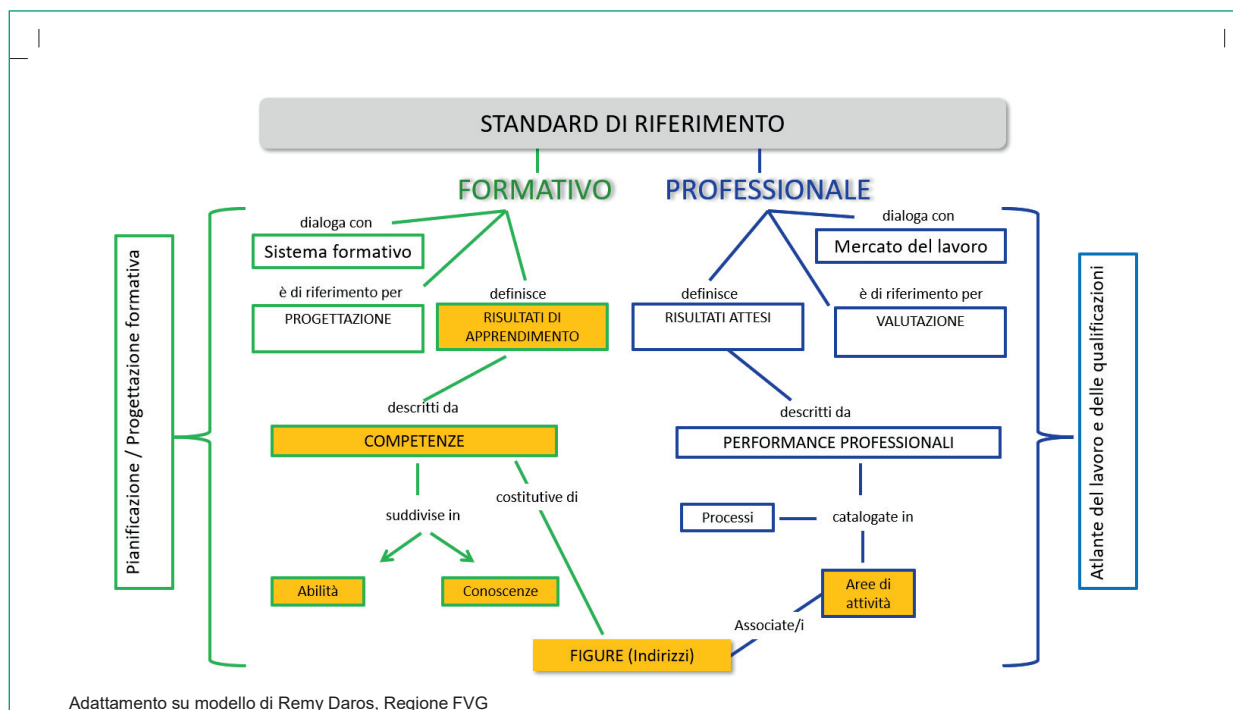 STANDARD DI RIFERIMENTO
FORMATIVO
PROFESSIONALE
Pianificazione / Progettazione formativa
dialoga con
Sistema formativo
è di riferimento per
PROGETTAZIONE
definisce
RISULTATI DI
APPRENDIMENTO
descritti da
COMPETENZE
suddivise in
costitutive di
Abilità
Conoscenze
dialoga con
Mercato del lavoro
definisce
RISULTATI ATTESI
è di riferimento per
VALUTAZIONE
descritti da
PERFORMANCE PROFESSIONALI
Processi
catalogate in
Aree di
attività
Associate/i
FIGURE (Indirizzi)
Atlante del lavoro e delle qualificazioni
Adattamento su modello di Remy Daros, Regione FVG